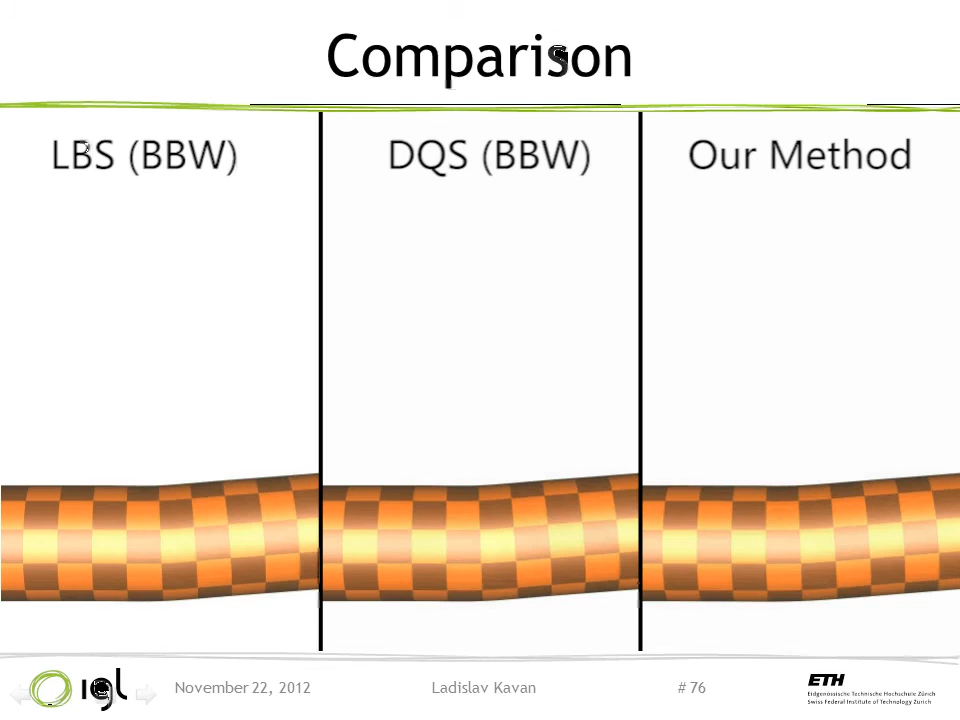 Comparison
LBS (BBW)
DQS (BBW)
Our Method
igl
November 22, 2012
Ladislav Kavan
# 76
ETH
Eidgenössische Technische Hochschule Zürich
Swiss Federal Institute of Technology Zurich